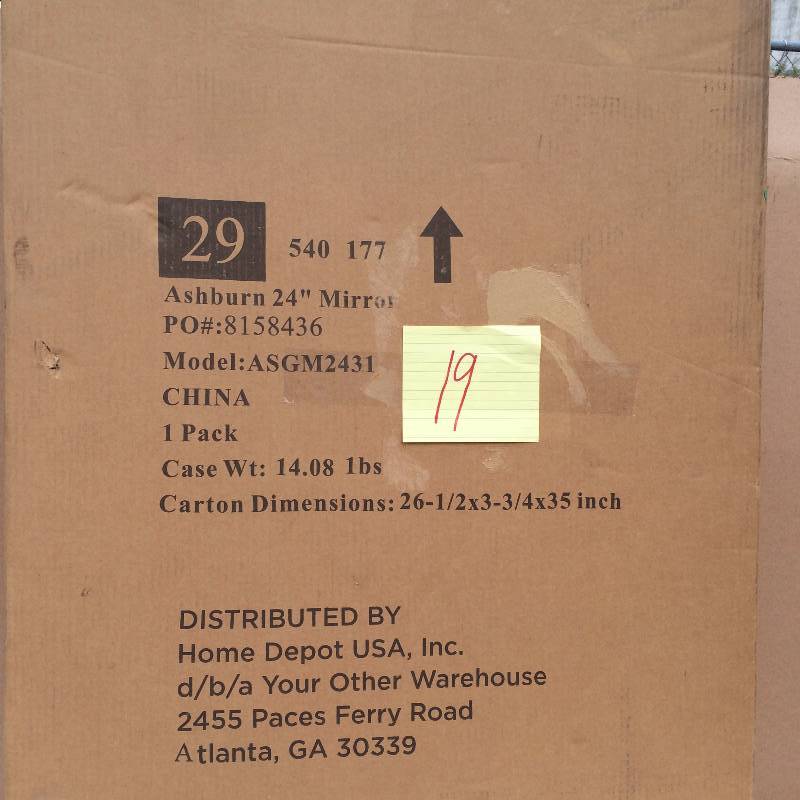 29 540 177
Ashburn 24" Mirror
PO#:8158436
Model:ASGM2431
19
CHINA
1 Pack
Case Wt: 14.08 1bs
Carton Dimensions: 26-1/2x3-3/4x35 inch
DISTRIBUTED BY
Home Depot USA, Inc.
d/b/a Your Other Warehouse
2455 Paces Ferry Road
Atlanta, GA 30339